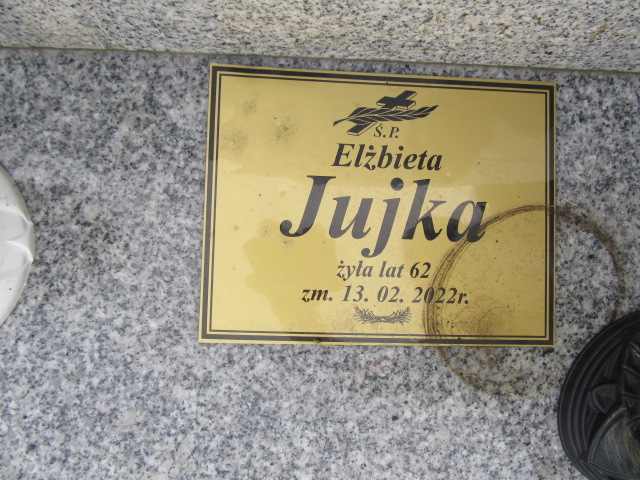 Ś.P.
Elżbieta
Jujka
żyła lat 62
zm. 13. 02. 2022r.